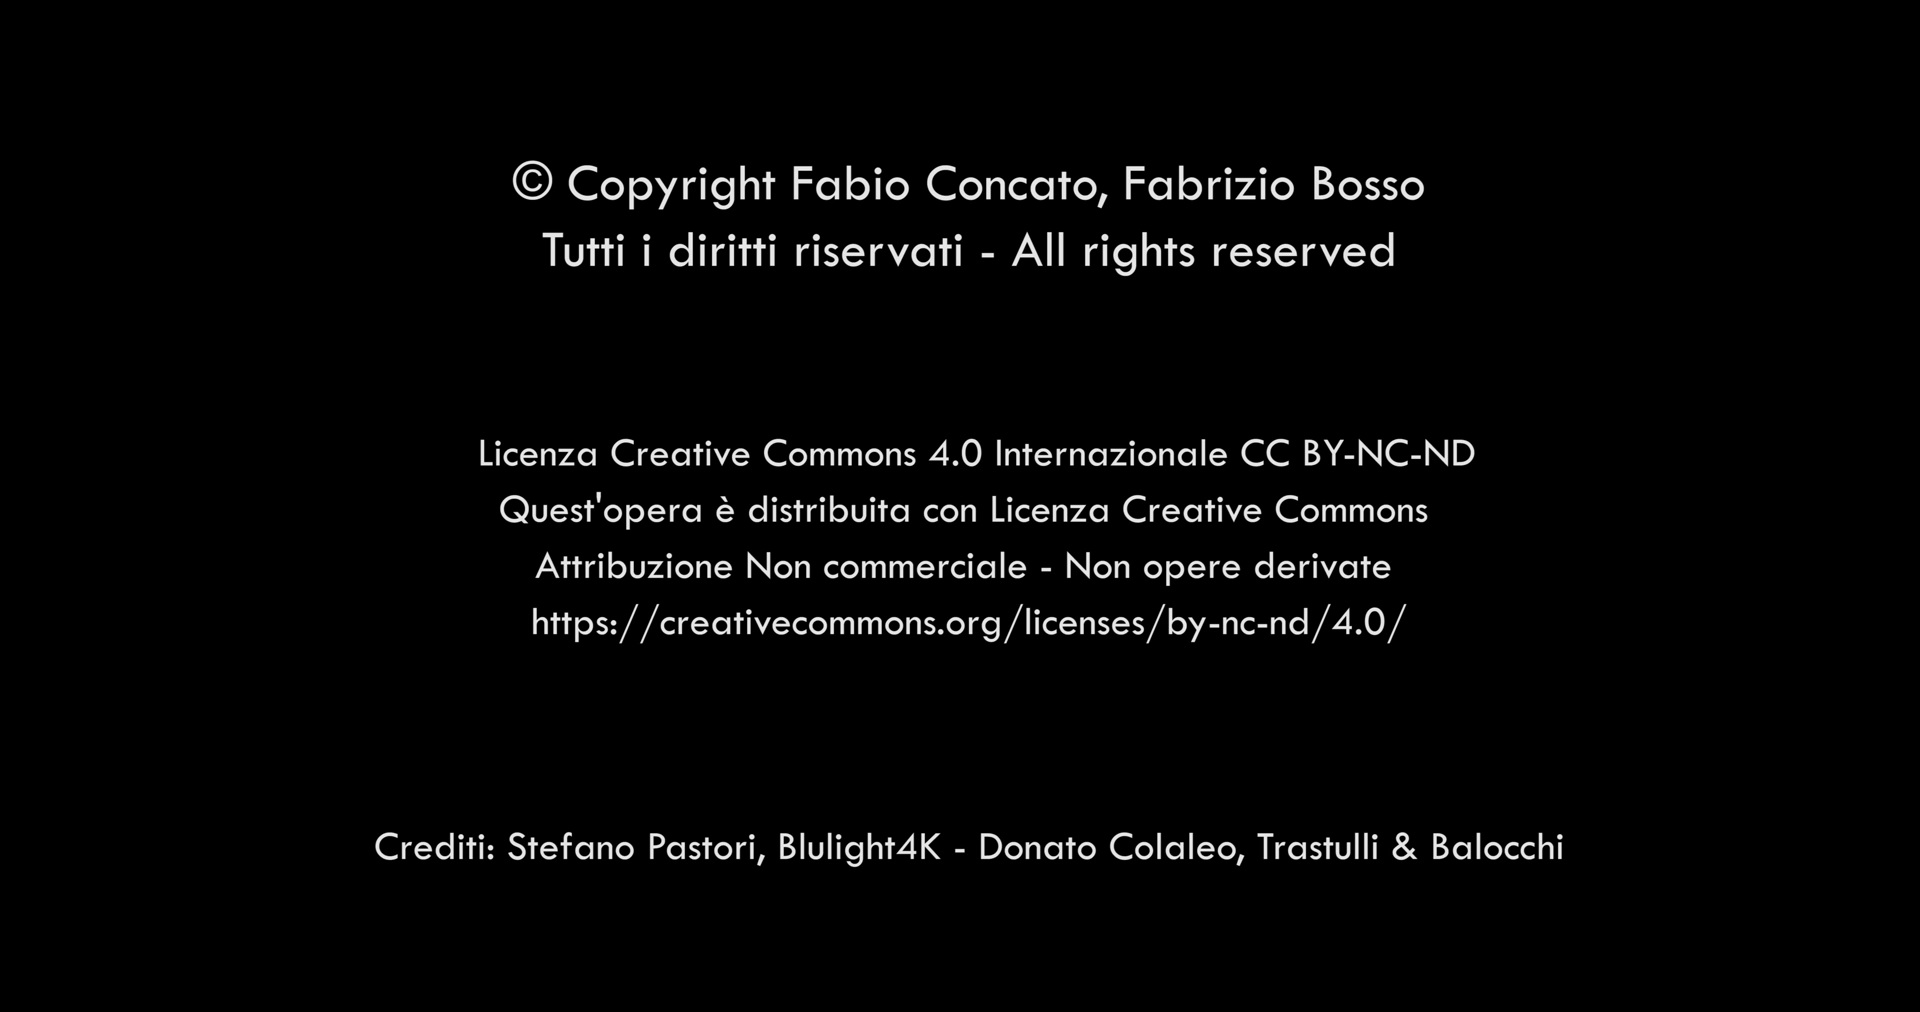 © Copyright Fabio Concato, Fabrizio Bosso
Tutti i diritti riservati - All rights reserved
Licenza Creative Commons 4.0 Internazionale CC BY-NC-ND
Quest'opera è distribuita con Licenza Creative Commons
Attribuzione Non commerciale - Non opere derivate
https://creativecommons.org/licenses/by-nc-nd/4.0/
Crediti: Stefano Pastori, Blulight4K - Donato Colaleo, Trastulli & Balocchi